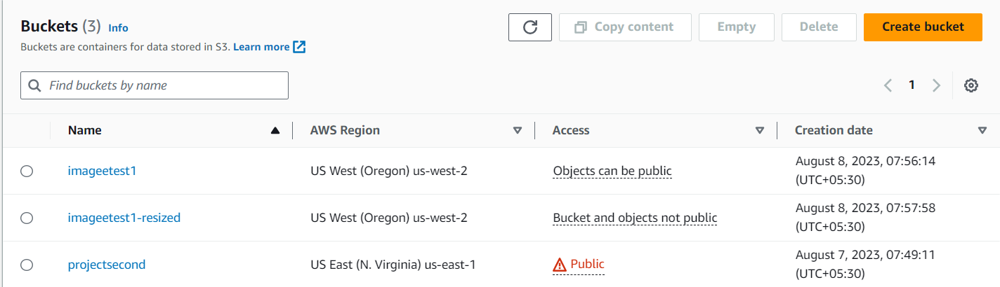 Buckets (3) Info
Copy content Empty Delete Create bucket
Buckets are containers for data stored in S3. Learn more
Find buckets by name
1
Name AWS Region Access Creation date
imageetest1 US West (Oregon) us-west-2 Objects can be public August 8, 2023, 07:56:14
(UTC+05:30)
imageetest1-resized US West (Oregon) us-west-2 Bucket and objects not public August 8, 2023, 07:57:58
(UTC+05:30)
projectsecond US East (N. Virginia) us-east-1 Public August 7, 2023, 07:49:11
(UTC+05:30)